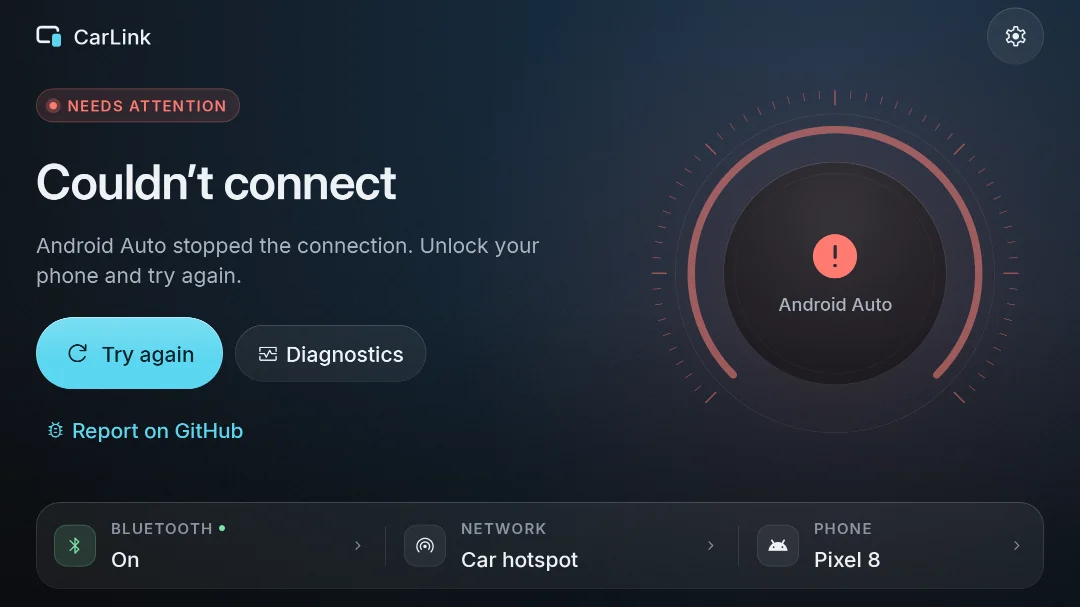 CarLink
NEEDS ATTENTION
Couldn’t connect
Android Auto stopped the connection. Unlock your
phone and try again.
Try again
Diagnostics
Report on GitHub
Android Auto
BLUETOOTH
On
NETWORK
Car hotspot
PHONE
Pixel 8